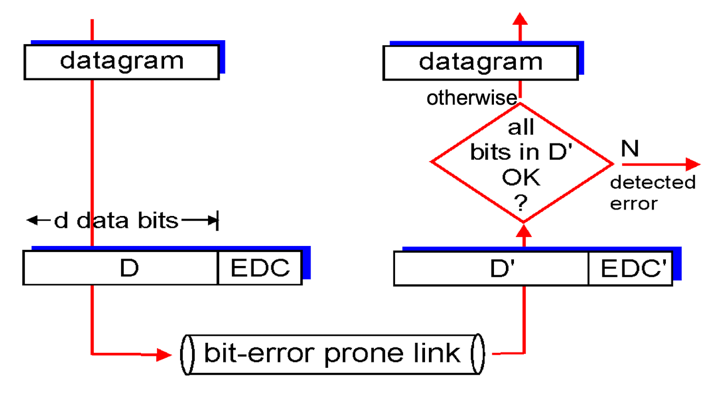 datagram
datagram
otherwise
all
bits in D'
OK
?
N
detected
error
d data bits
D
EDC
D'
EDC'
bit-error prone link